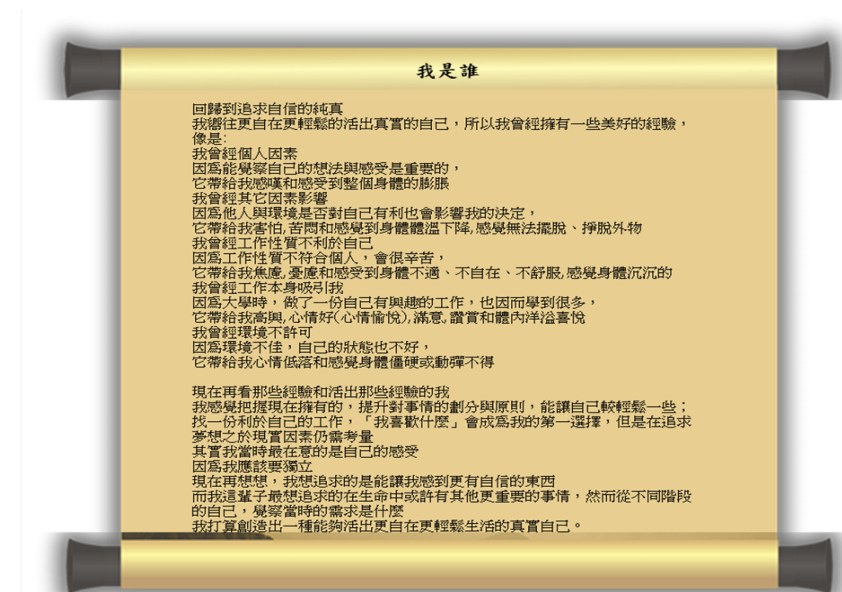 我是誰
回歸到追求自信的純真
我嚮往更自在更輕鬆的活出真實的自己，所以我曾經擁有一些美好的經驗，
像是:
我曾經個人因素
因為能覺察自己的想法與感受是重要的，
它帶給我感嘆和感受到整個身體的膨脹
我曾經其它因素影響
因為他人與環境是否對自己有利也會影響我的決定，
它帶給我害怕,苦悶和感覺到身體體溫下降,感覺無法擺脫、掙脫外物
我曾經工作性質不利於自己
因為工作性質不符合個人，會很辛苦，
它帶給我焦慮,憂慮和感受到身體不適、不自在、不舒服,感覺身體沉沉的
我曾經工作本身吸引我
因為大學時，做了一份自己有興趣的工作，也因而學到很多，
它帶給我高興,心情好(心情愉悅),滿意,讚賞和體內洋溢喜悅
我曾經環境不許可
因為環境不佳，自己的狀態也不好，
它帶給我心情低落和感覺身體僵硬或動彈不得
現在再看那些經驗和活出那些經驗的我
我感覺把握現在擁有的，提升對事情的劃分與原則，能讓自己較輕鬆一些；
找一份利於自己的工作，「我喜歡什麼」會成為我的第一選擇，但是在追求
夢想之於現實因素仍需考量
其實我當時最在意的是自己的感受
因為我應該要獨立
現在再想想，我想追求的是能讓我感到更有自信的東西
而我這輩子最想追求的在生命中或許有其他更重要的事情，然而從不同階段
的自己，覺察當時的需求是什麼
我打算創造出一種能夠活出更自在更輕鬆生活的真實自己。